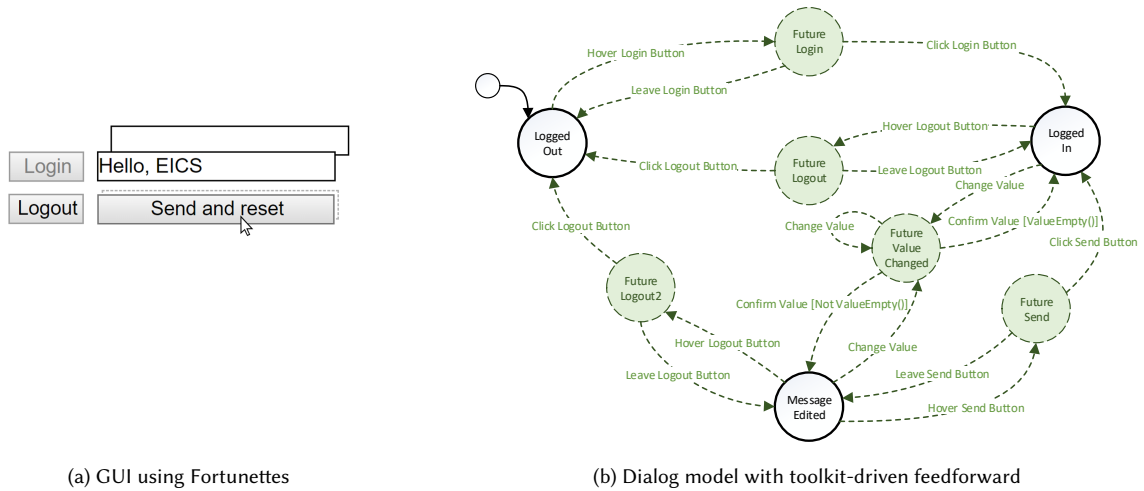 Login
Hello, EICS
Logout
Send and reset
(a) GUI using Fortunettes
Future
Login
Hover Login Button
Click Login Button
Leave Login Button
Logged
Out
Logged
In
Hover Logout Button
Click Logout Button
Future
Logout
Leave Logout Button
Change Value
Change Value
Future
Value
Changed
Confirm Value [ValueEmpty()]
Click Logout Button
Click Send Button
Future
Logout2
Confirm Value [Not ValueEmpty()]
Future
Send
Hover Logout Button
Change Value
Leave Logout Button
Leave Send Button
Message
Edited
Hover Send Button
(b) Dialog model with toolkit-driven feedforward